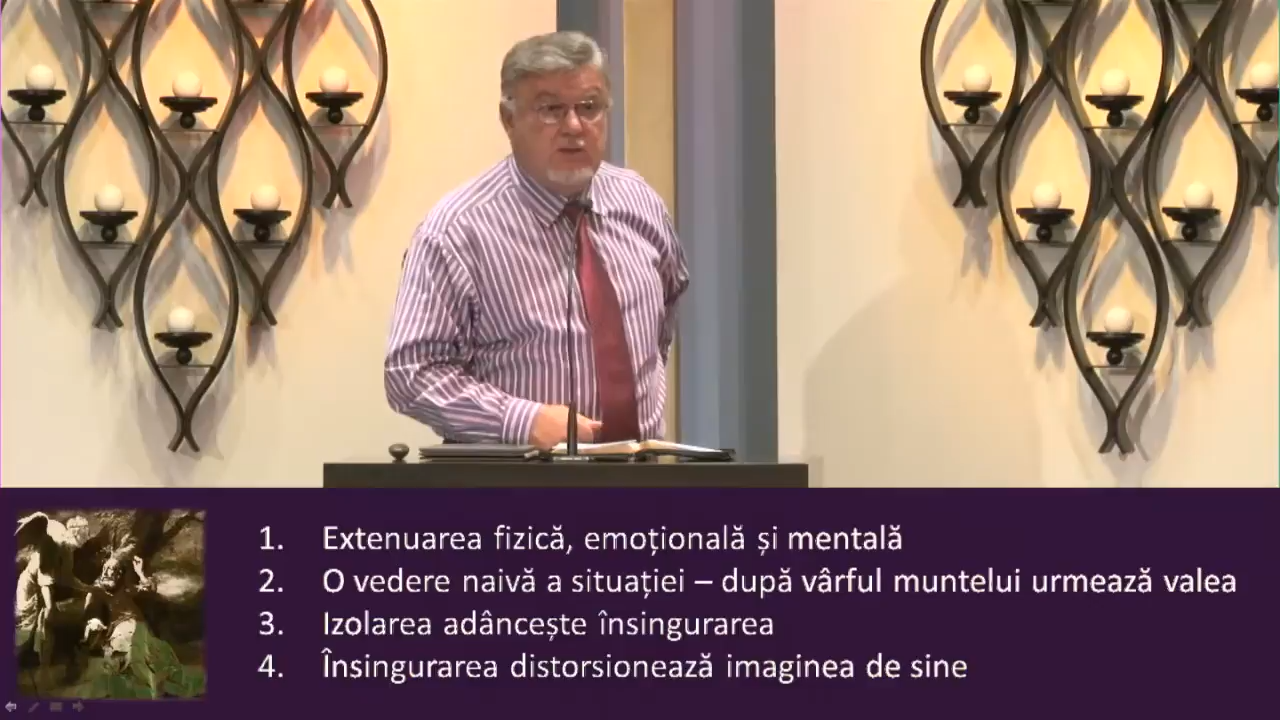 1. Extenuarea fizică, emoțională și mentală
2. O vedere naivă a situației – după vârful muntelui urmează valea
3. Izolarea adâncește însingurarea
4. Însingurarea distorsionează imaginea de sine